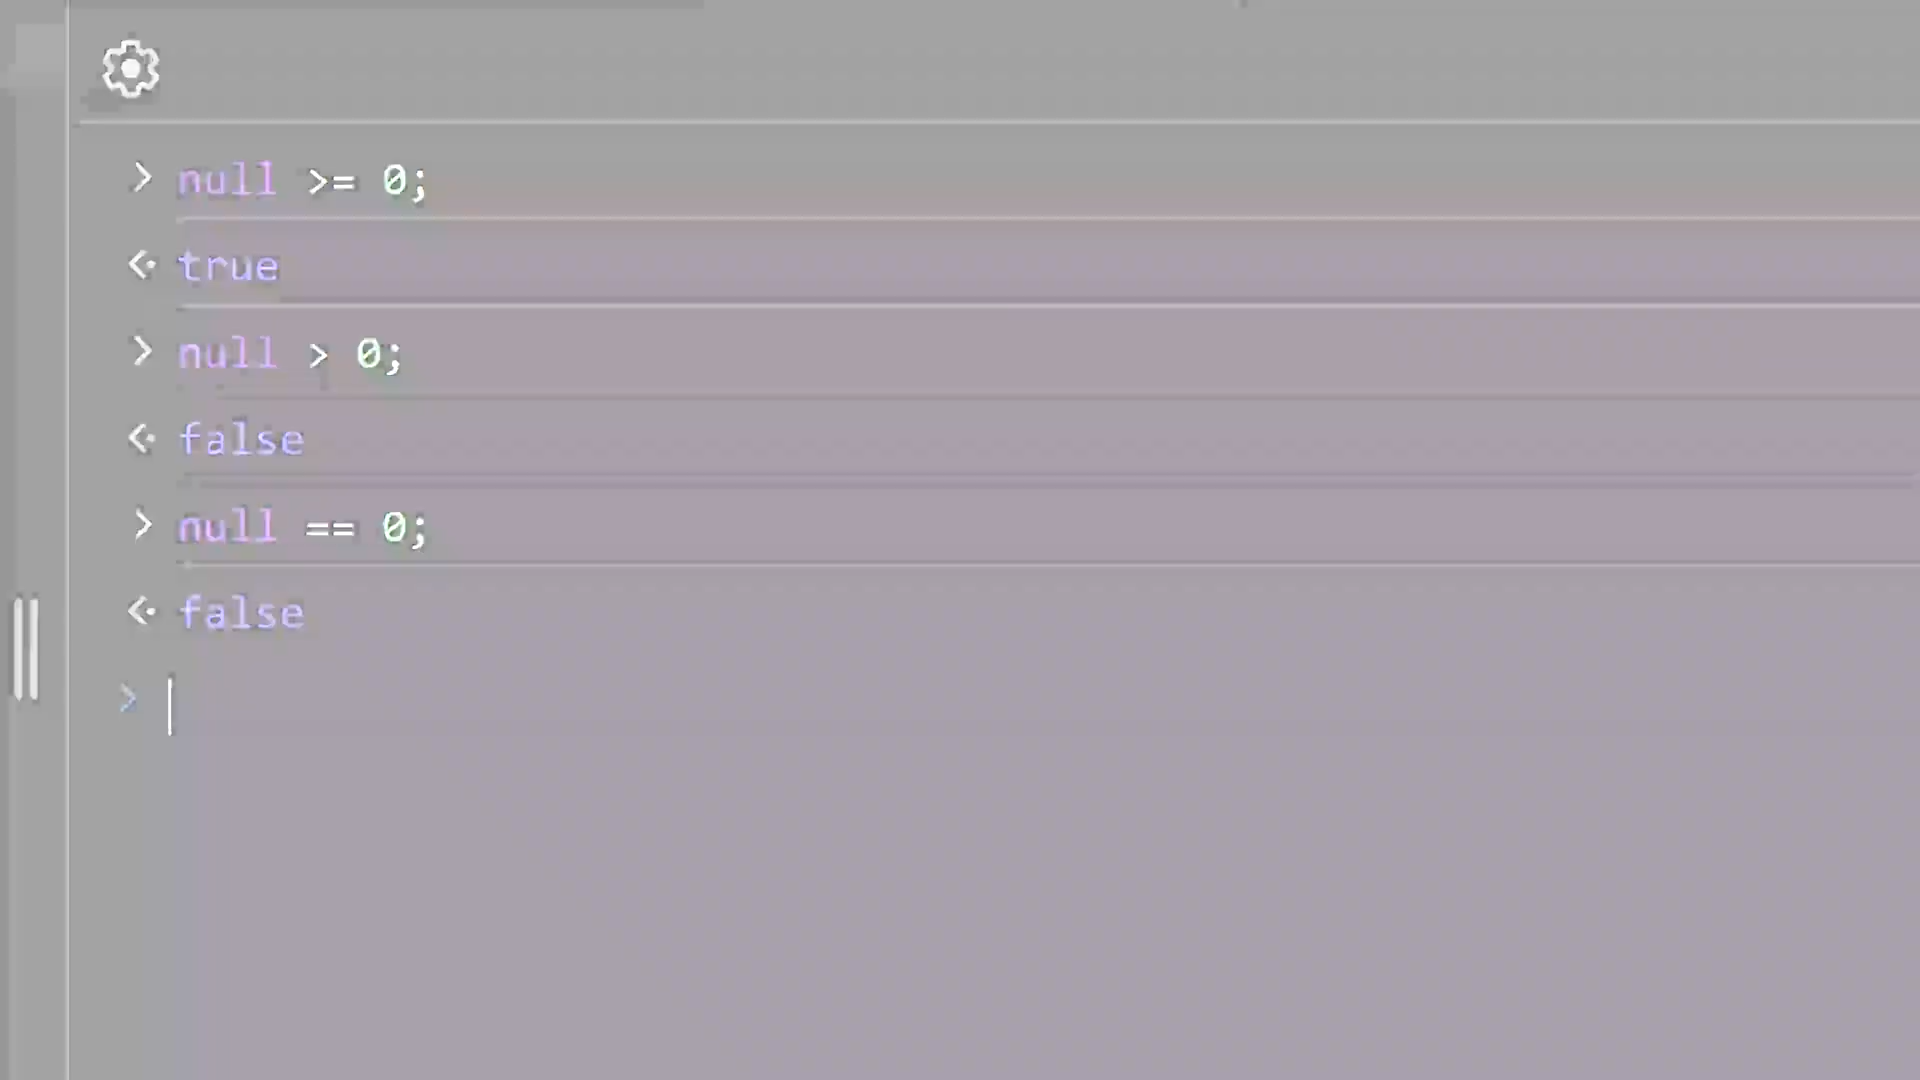 > null >= 0;
<· true
> null > 0;
<· false
> null == 0;
<· false
>